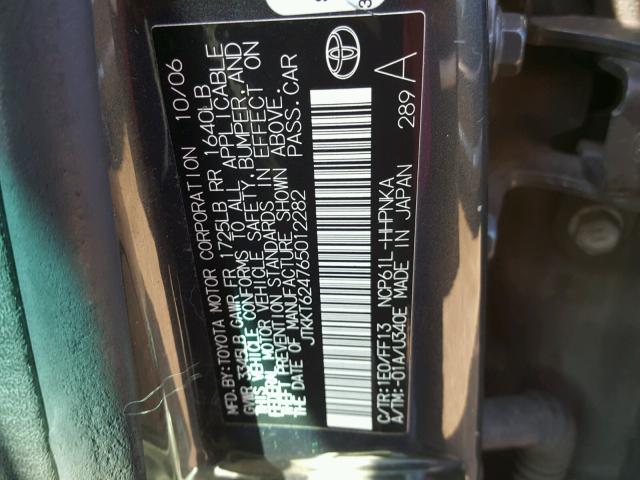 MFD.BY:TOYOTA MOTOR CORPORATION 10/06
GVWR 3345LB GAWR FR 1725LB RR 1640LB
THIS VEHICLE CONFORMS TO ALL APPLICABLE
FEDERAL MOTOR VEHICLE SAFETY, BUMPER, AND
THEFT PREVENTION STANDARDS IN EFFECT ON
THE DATE OF MANUFACTURE SHOWN ABOVE.
JTKKT624765012282 PASS.CAR
C/TR:1E0/FF13 NCP61L-HHPNKA
A/TM:-01A/U340E MADE IN JAPAN 289 A